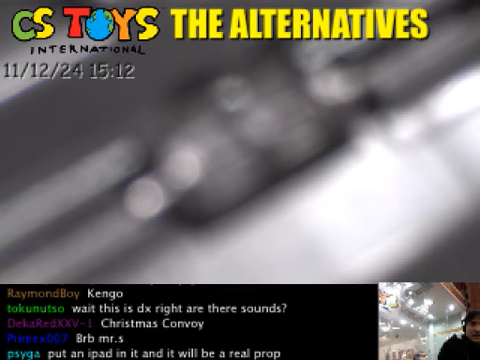 CS TOYS THE ALTERNATIVES
INTERNATIONAL
11/12/24 15:12
RaymondBoy Kengo
tokunutso wait this is dx right are there sounds?
DekaRedXXV-1 Christmas Convoy
Primex007 Brb mr.s
psyga put an ipad in it and it will be a real prop